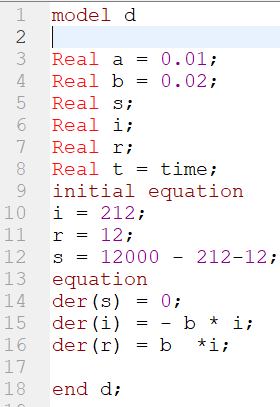 1 model d
2
3 Real a = 0.01;
4 Real b = 0.02;
5 Real s;
6 Real i;
7 Real r;
8 Real t = time;
9 initial equation
10 i = 212;
11 r = 12;
12 s = 12000 - 212-12;
13 equation
14 der(s) = 0;
15 der(i) = - b * i;
16 der(r) = b  *i;
17
18 end d;